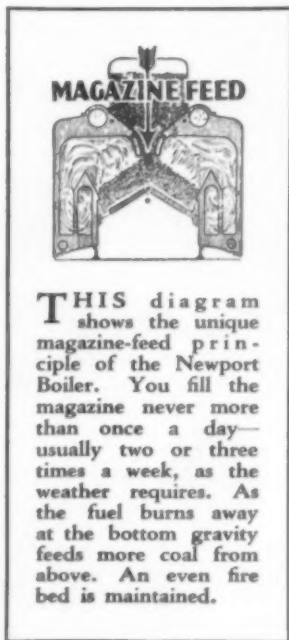 MAGAZINE FEED
THIS diagram
shows the unique
magazine-feed prin-
ciple of the Newport
Boiler. You fill the
magazine never more
than once a day—
usually two or three
times a week, as the
weather requires. As
the fuel burns away
at the bottom gravity
feeds more coal from
above. An even fire
bed is maintained.